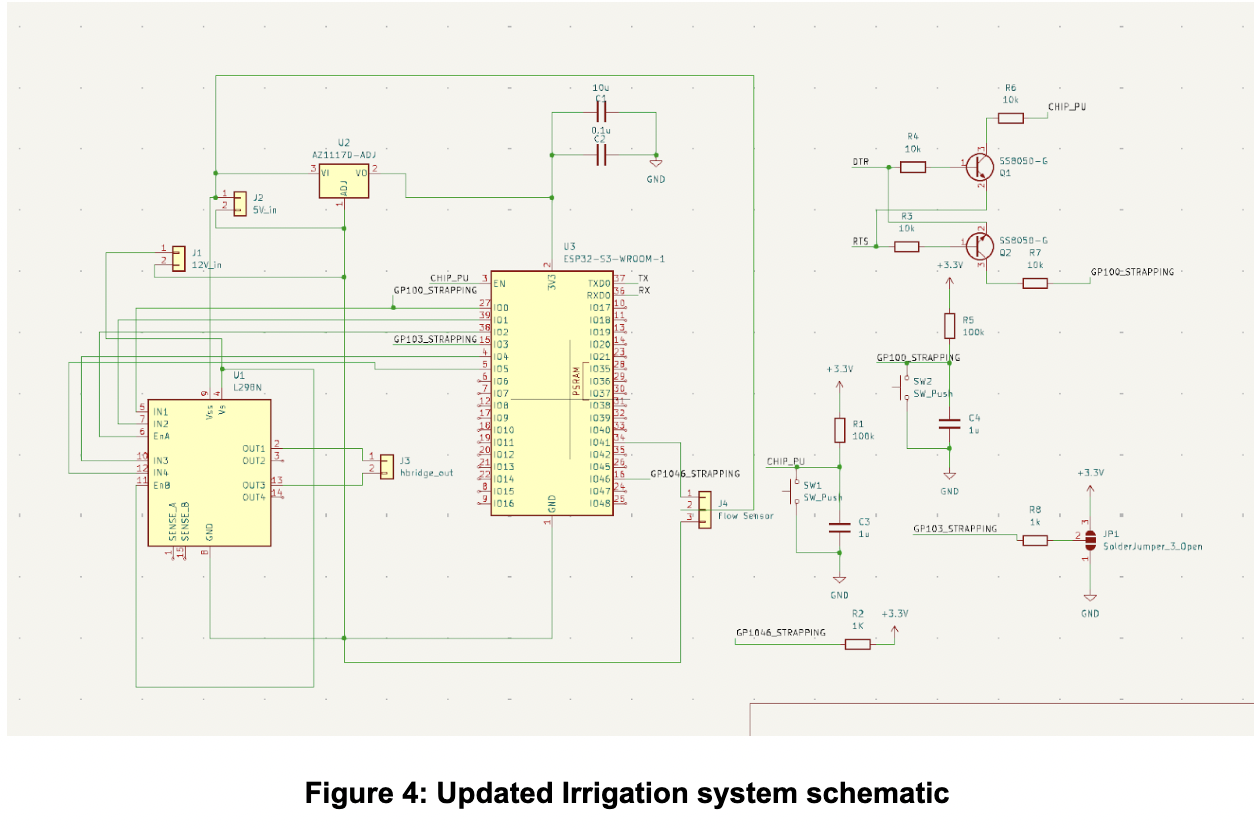 10u
C1
0.1u
C2
GND
U2
AZ1117D-ADJ
3 VI VO 2
ADJ
1
1 J2
2 5V_in
1 J1
2 12V_in
U3
ESP32-S3-WROOM-1
2
3V3
CHIP_PU 3 EN
GP100_STRAPPING
27 IO0
39 IO1
38 IO2
GP103_STRAPPING 15 IO3
4 IO4
5 IO5
6 IO6
7 IO7
12 IO8
17 IO9
18 IO10
19 IO11
20 IO12
21 IO13
22 IO14
8 IO15
9 IO16
TXD0 37 TX
RXD0 36 RX
IO17 10
IO18 11
IO19 13
IO20 14
IO21 23
IO35 28
IO36 29
IO37 30
IO38 31
IO39 32
IO40 33
IO41 34
IO42 35
IO45 26
IO46 16 GP1046_STRAPPING
IO47 24
IO48 25
PSRAM
GND
1
U1
L298N
9 4
Vss Vs
5 IN1
7 IN2
6 EnA
10 IN3
12 IN4
11 EnB
OUT1 2
OUT2 3
OUT3 13
OUT4 14
SENSE_A
SENSE_B
GND
1 15 8
1 J3
2 hbridge_out
1
2 J4
3 Flow Sensor
R6
10k
CHIP_PU
R4
10k
DTR
1 3 2
SS8050-G
Q1
R3
10k
RTS
1 2 3
SS8050-G
Q2
R7
10k
GP100_STRAPPING
+3.3V
R5
100k
GP100_STRAPPING
SW2
SW_Push
C4
1u
GND
+3.3V
R1
100k
CHIP_PU
SW1
SW_Push
C3
1u
GND
+3.3V
R8
1k
GP103_STRAPPING
3
2
1
JP1
SolderJumper_3_Open
GND
R2
1K
+3.3V
GP1046_STRAPPING
Figure 4: Updated Irrigation system schematic